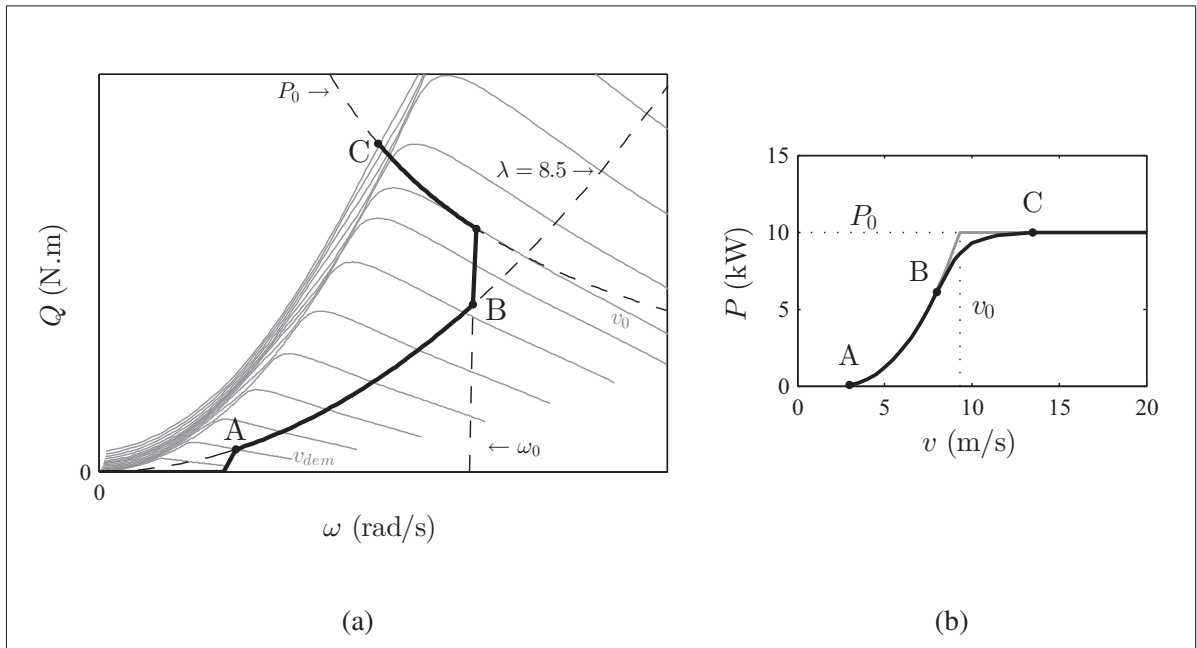 P₀ →
C
λ = 8.5 →
B
v₀
A
v_dem
← ω₀
0
0
Q (N.m)
ω (rad/s)
(a)
15
10
5
0
P₀
C
B
v₀
A
0
5
10
15
20
P (kW)
v (m/s)
(b)